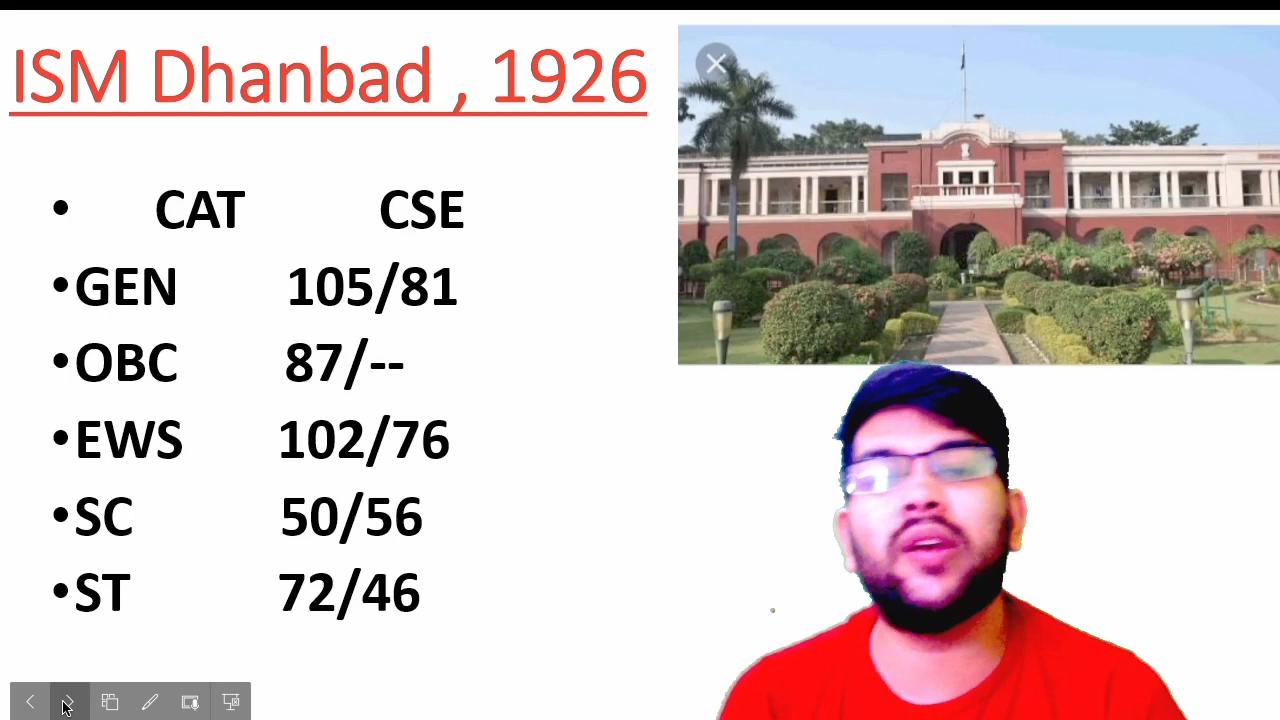 ISM Dhanbad , 1926
• CAT CSE
•GEN 105/81
•OBC 87/--
•EWS 102/76
•SC 50/56
•ST 72/46